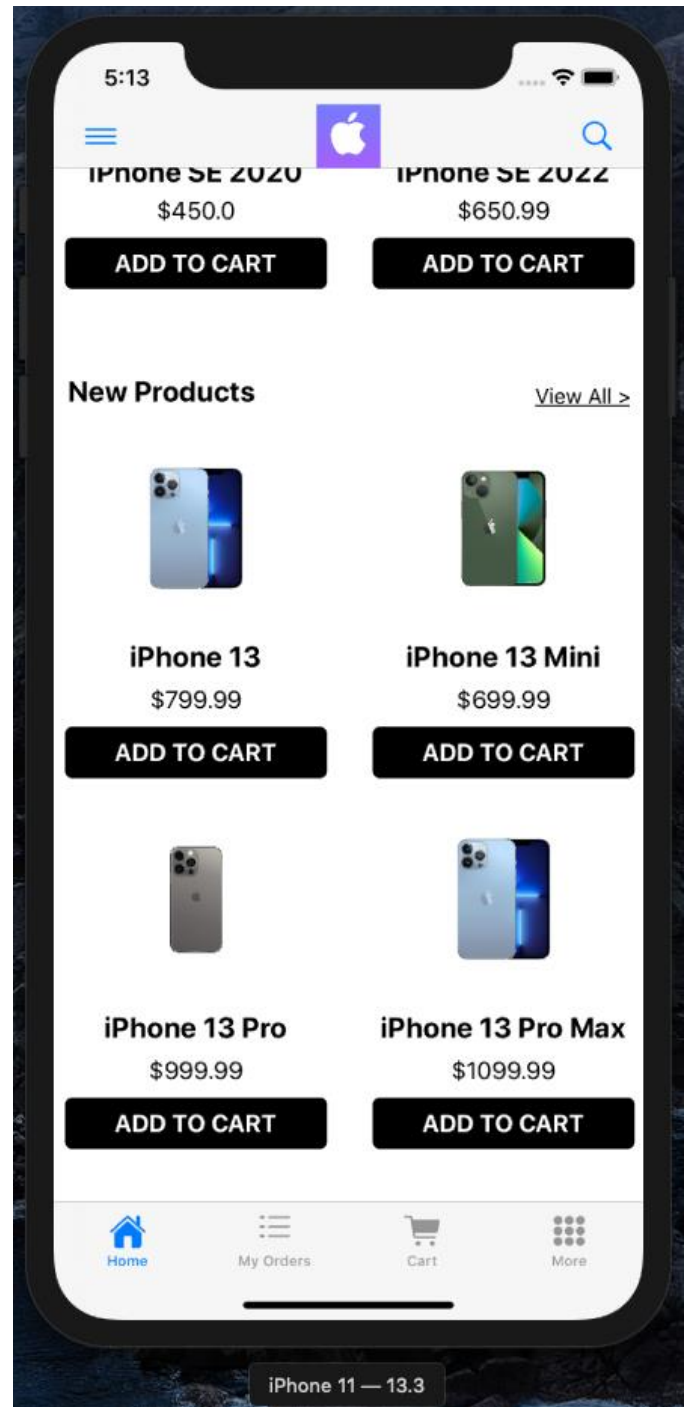 5:13
iPhone SE 2020 iPhone SE 2022
$450.0 $650.99
ADD TO CART ADD TO CART
New Products View All >
iPhone 13 iPhone 13 Mini
$799.99 $699.99
ADD TO CART ADD TO CART
iPhone 13 Pro iPhone 13 Pro Max
$999.99 $1099.99
ADD TO CART ADD TO CART
Home My Orders Cart More
iPhone 11 — 13.3